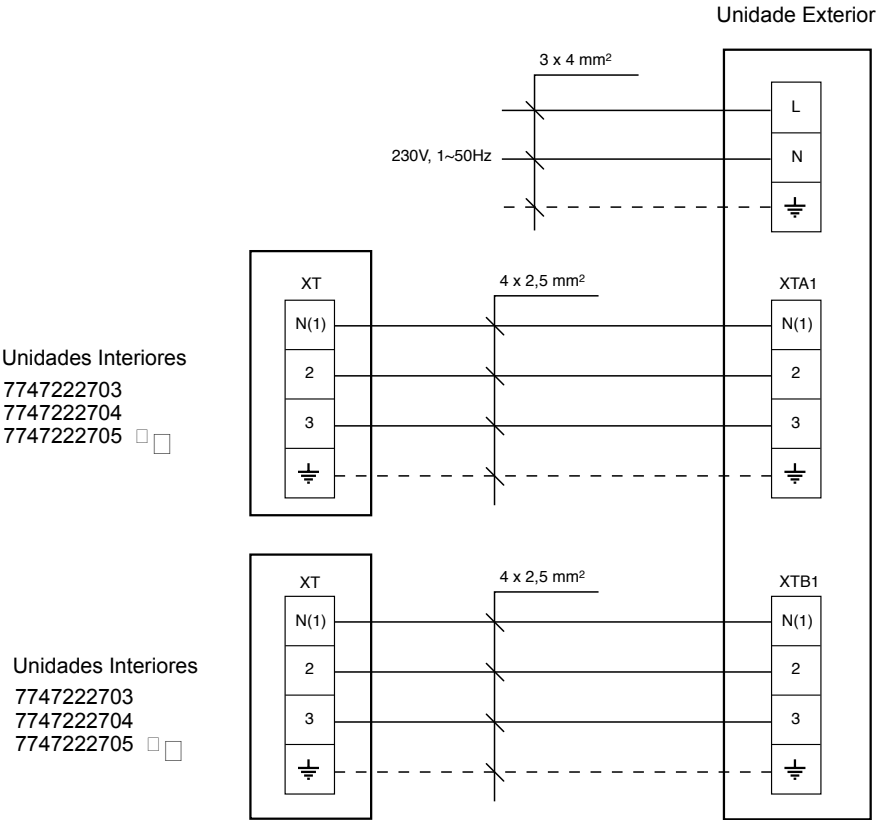 Unidade Exterior
3 x 4 mm²
L
230V, 1~50Hz
N
XT
4 x 2,5 mm²
XTA1
N(1)
N(1)
2
2
3
3
Unidades Interiores
7747222703
7747222704
7747222705
XT
4 x 2,5 mm²
XTB1
N(1)
N(1)
2
2
3
3
Unidades Interiores
7747222703
7747222704
7747222705